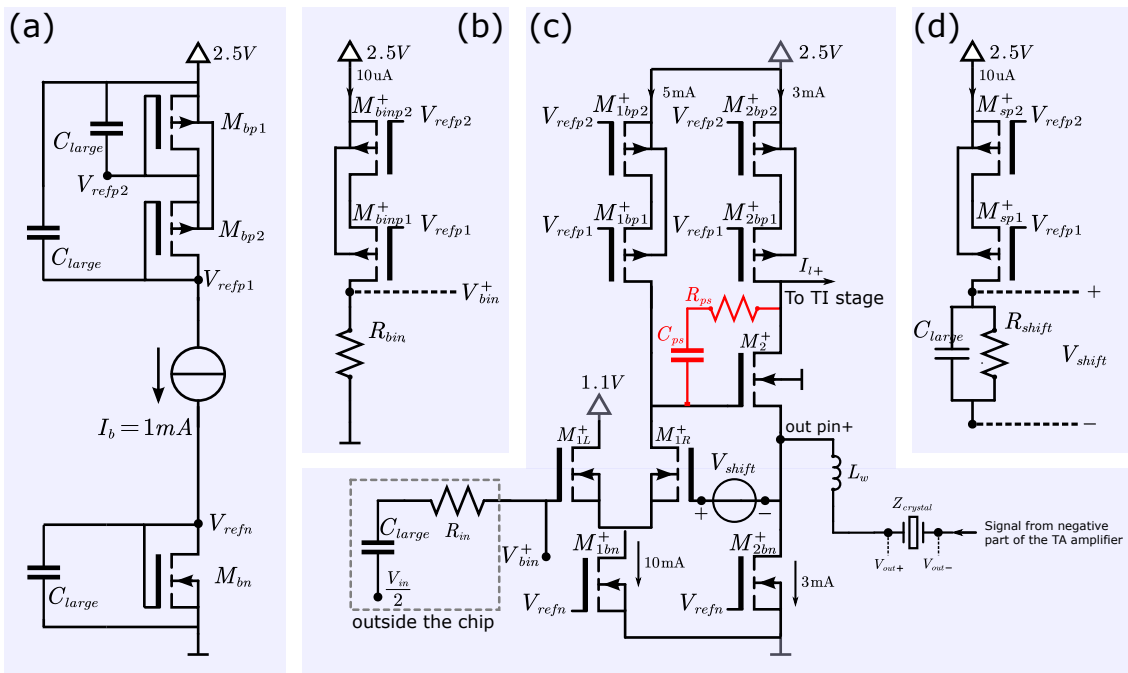 (a)
2.5V
M_bp1
C_large
V_refp2
M_bp2
C_large
V_refp1
I_b = 1mA
V_refn
M_bn
C_large
(b)
2.5V
10uA
M^+_binp2
V_refp2
M^+_binp1
V_refp1
V^+_bin
R_bin
(c)
2.5V
5mA
3mA
M^+_1bp2
M^+_2bp2
V_refp2
V_refp2
M^+_1bp1
M^+_2bp1
V_refp1
V_refp1
I_l+
To TI stage
R_ps
C_ps
M^+_2
1.1V
out pin+
M^+_1L
M^+_1R
V_shift
+
−
L_w
C_large
R_in
V_in/2
outside the chip
V^+_bin
M^+_1bn
10mA
V_refn
M^+_2bn
3mA
V_refn
Z_crystal
V_out+
V_out−
Signal from negative
part of the TA amplifier
(d)
2.5V
10uA
M^+_sp2
V_refp2
M^+_sp1
V_refp1
+
C_large
R_shift
V_shift
−